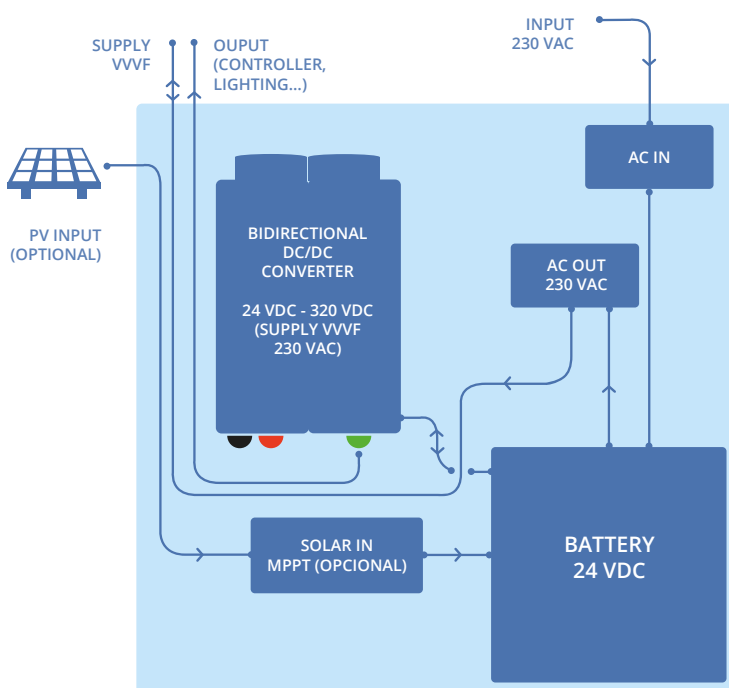 SUPPLY
VVVF
OUPUT
(CONTROLLER,
LIGHTING...)
INPUT
230 VAC
AC IN
PV INPUT
(OPTIONAL)
BIDIRECTIONAL
DC/DC
CONVERTER
24 VDC - 320 VDC
(SUPPLY VVVF
230 VAC)
AC OUT
230 VAC
SOLAR IN
MPPT (OPCIONAL)
BATTERY
24 VDC